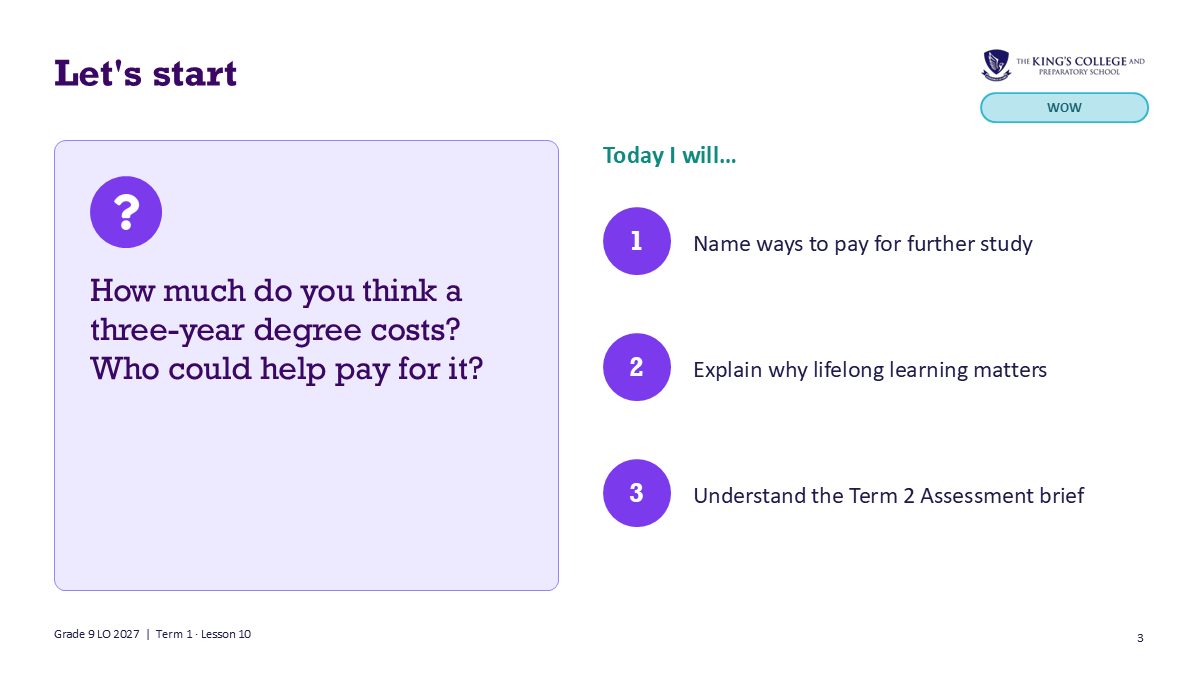 Let's start
THE KING'S COLLEGE AND
PREPARATORY SCHOOL
WOW
?
How much do you think a
three-year degree costs?
Who could help pay for it?
Today I will…
1
Name ways to pay for further study
2
Explain why lifelong learning matters
3
Understand the Term 2 Assessment brief
Grade 9 LO 2027 | Term 1 · Lesson 10
3